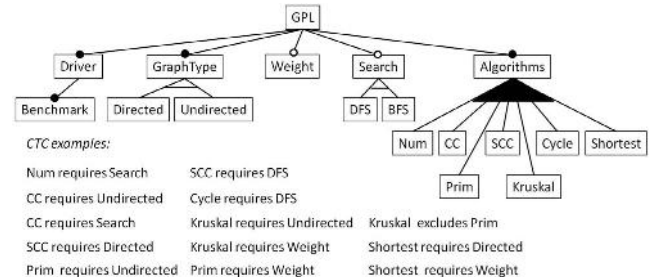 GPL
Driver GraphType Weight Search Algorithms
Benchmark Directed Undirected DFS BFS
Num CC SCC Cycle Shortest
Prim Kruskal
CTC examples:
Num requires Search SCC requires DFS
CC requires Undirected Cycle requires DFS
CC requires Search Kruskal requires Undirected Kruskal excludes Prim
SCC requires Directed Kruskal requires Weight Shortest requires Directed
Prim requires Undirected Prim requires Weight Shortest requires Weight